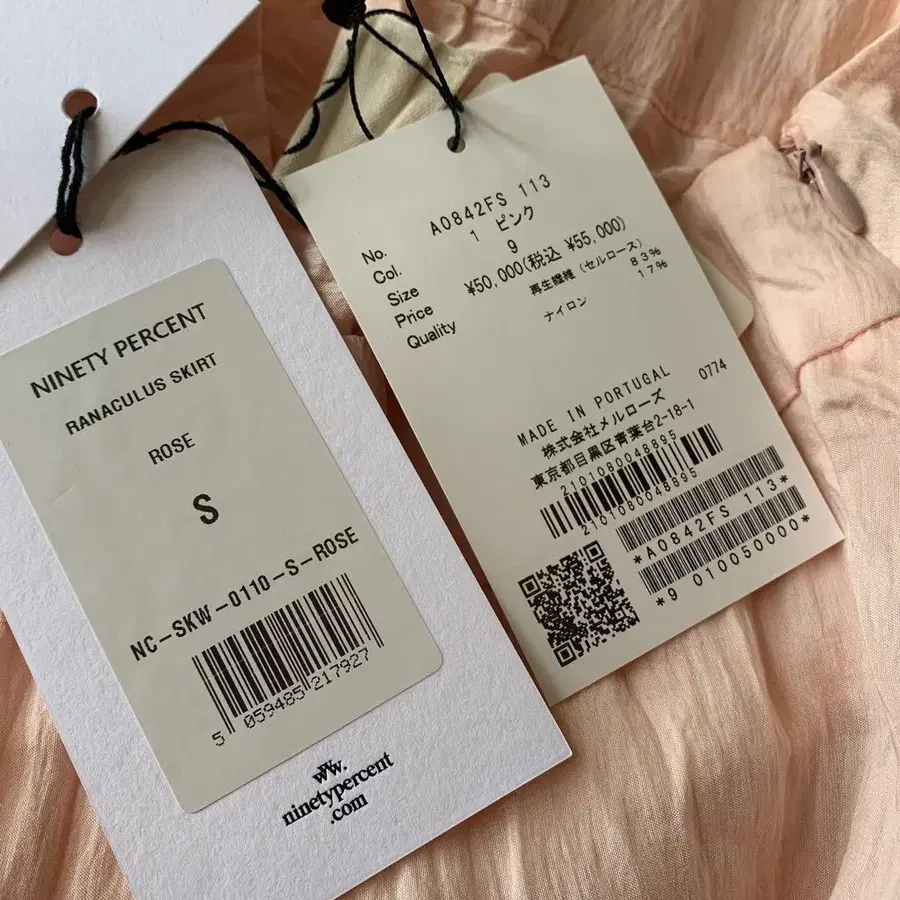 NINETY PERCENT
RANACULUS SKIRT
ROSE
S
NC-SKW-0110-S-ROSE
5 059485 217927
ww.
ninetypercent
.com
No. A0842FS 113
Col. 1 ピンク
Size 9
Price ¥50,000(税込 ¥55,000)
Quality 再生繊維（セルロース） 83%
ナイロン 17%
MADE IN PORTUGAL 0774
株式会社メルローズ
東京都目黒区青葉台2-18-1
2101080048895
2101080048895
*A0842FS 113*
*9 010050000*